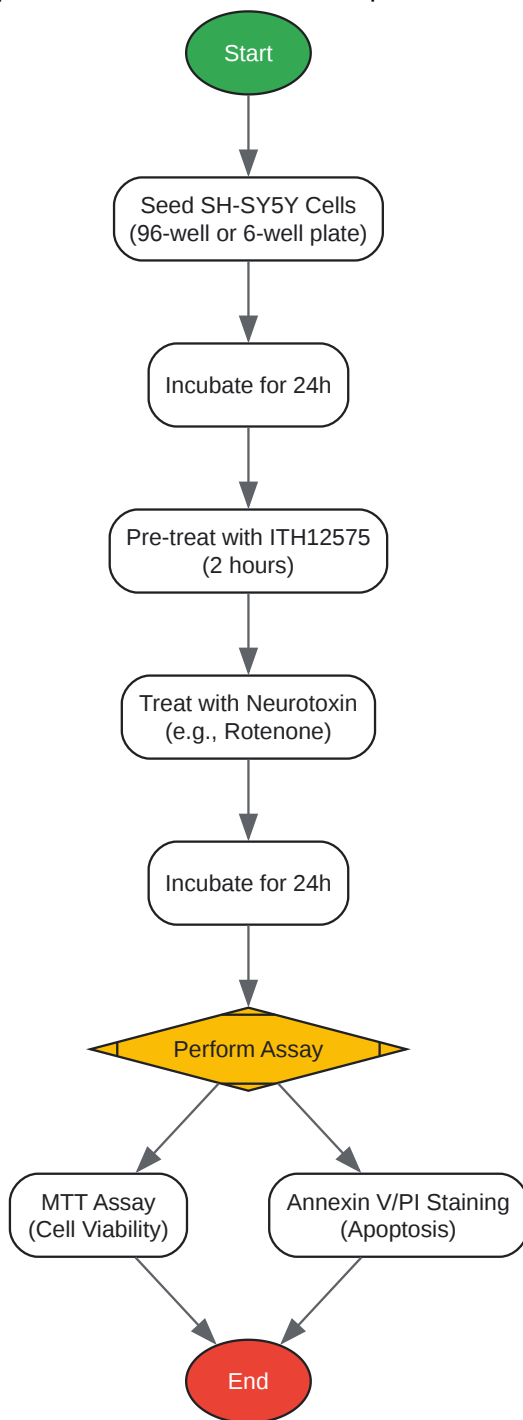 Start
Seed SH-SY5Y Cells
(96-well or 6-well plate)
Incubate for 24h
Pre-treat with ITH12575
(2 hours)
Treat with Neurotoxin
(e.g., Rotenone)
Incubate for 24h
Perform Assay
MTT Assay
(Cell Viability)
Annexin V/PI Staining
(Apoptosis)
End